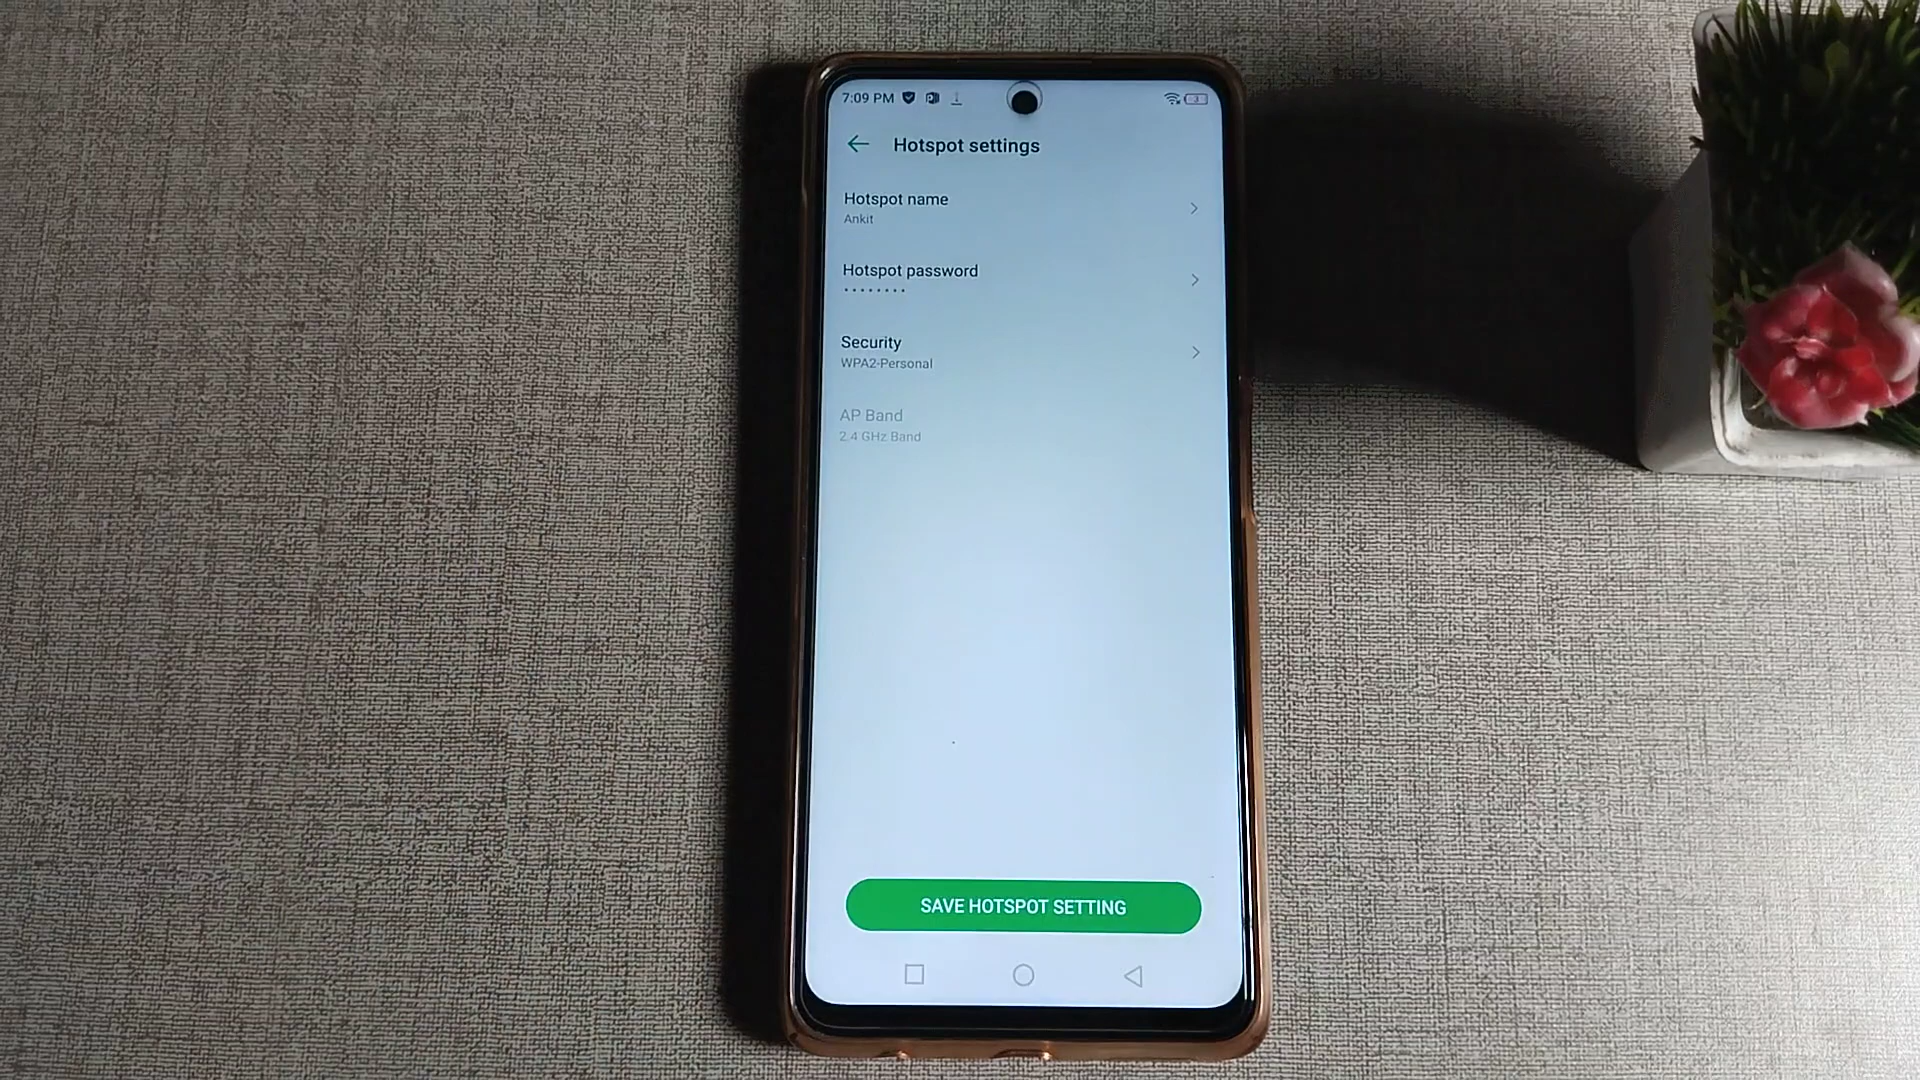 7:09 PM
3
Hotspot settings
Hotspot name
Ankit
Hotspot password
••••••••
Security
WPA2-Personal
AP Band
2.4 GHz Band
SAVE HOTSPOT SETTING